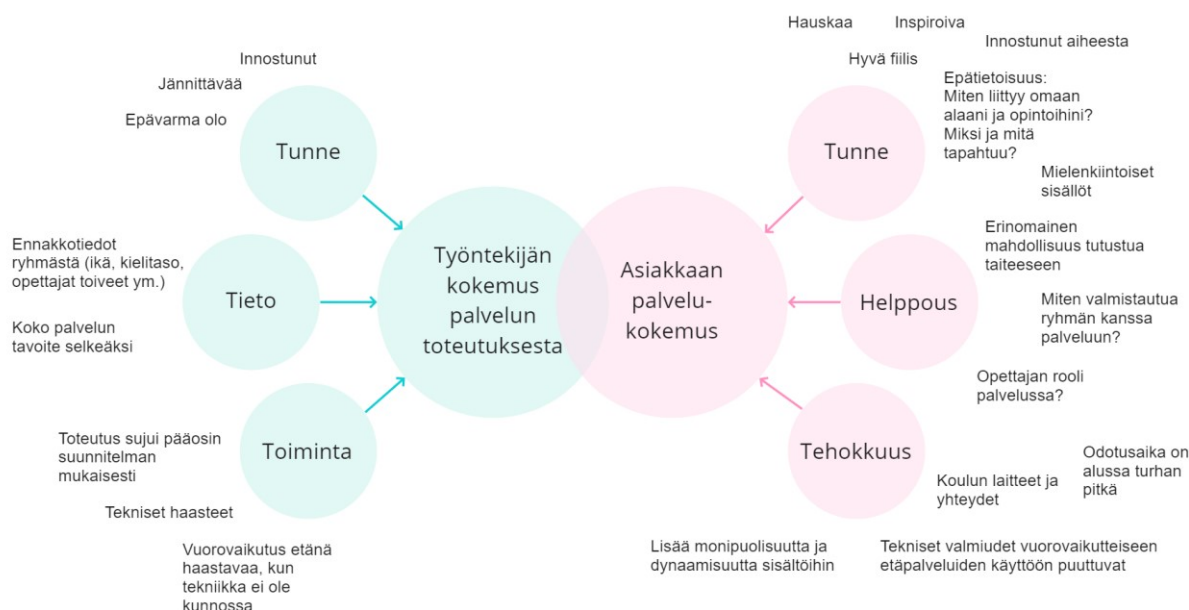 Innostunut
Jännittävää
Epävarma olo
Tunne
Ennakkotiedot
ryhmästä (ikä, kielitaso,
opettajat toiveet ym.)
Tieto
Koko palvelun
tavoite selkeäksi
Toiminta
Toteutus sujui pääosin
suunnitelman
mukaisesti
Tekniset haasteet
Vuorovaikutus etänä
haastavaa, kun
tekniikka ei ole
kunnossa
Työntekijän
kokemus
palvelun
toteutuksesta
Asiakkaan
palvelu-
kokemus
Hauskaa
Inspiroiva
Innostunut aiheesta
Hyvä fiilis
Tunne
Epätietoisuus:
Miten liittyy omaan
alaani ja opintoihini?
Miksi ja mitä
tapahtuu?
Mielenkiintoiset
sisällöt
Helppous
Erinomainen
mahdollisuus tutustua
taiteeseen
Miten valmistautua
ryhmän kanssa
palveluun?
Opettajan rooli
palvelussa?
Tehokkuus
Odotusaika on
alussa turhan
pitkä
Koulun laitteet ja
yhteydet
Lisää monipuolisuutta ja
dynaamisuutta sisältöihin
Tekniset valmiudet vuorovaikutteiseen
etäpalveluiden käyttöön puuttuvat